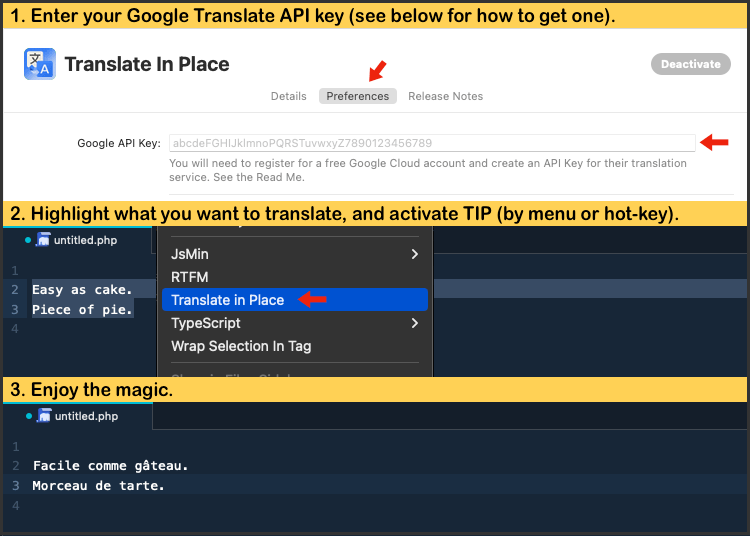 1. Enter your Google Translate API key (see below for how to get one).
Translate In Place
Deactivate
Details Preferences Release Notes
Google API Key: abcdeFGHIJklmnoPQRSTuvwxyZ7890123456789
You will need to register for a free Google Cloud account and create an API Key for their translation
service. See the Read Me.
2. Highlight what you want to translate, and activate TIP (by menu or hot-key).
untitled.php
1
2 Easy as cake.
3 Piece of pie.
4
JsMin
RTFM
Translate in Place
TypeScript
Wrap Selection In Tag
3. Enjoy the magic.
untitled.php
1
2 Facile comme gâteau.
3 Morceau de tarte.
4